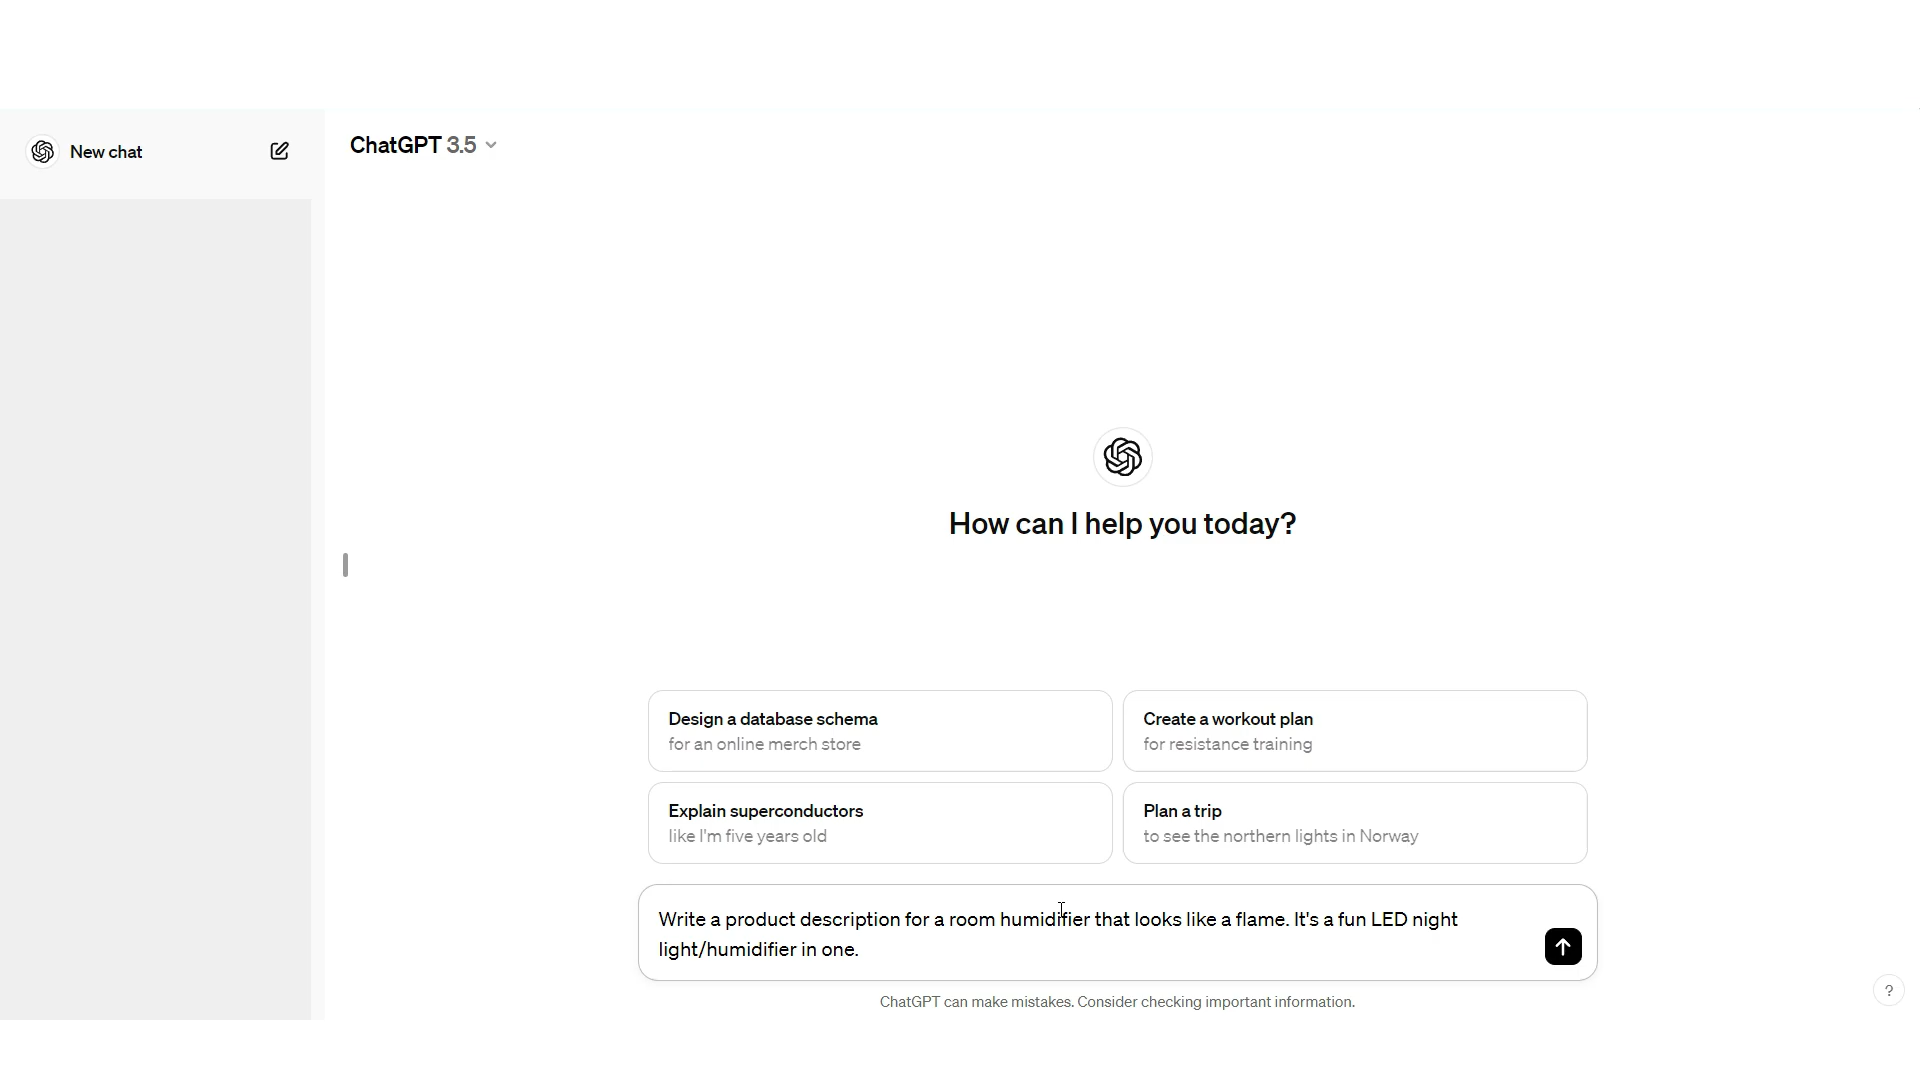 New chat
ChatGPT 3.5
How can I help you today?
Design a database schema
for an online merch store
Create a workout plan
for resistance training
Explain superconductors
like I'm five years old
Plan a trip
to see the northern lights in Norway
Write a product description for a room humidifier that looks like a flame. It's a fun LED night
light/humidifier in one.
ChatGPT can make mistakes. Consider checking important information.
?